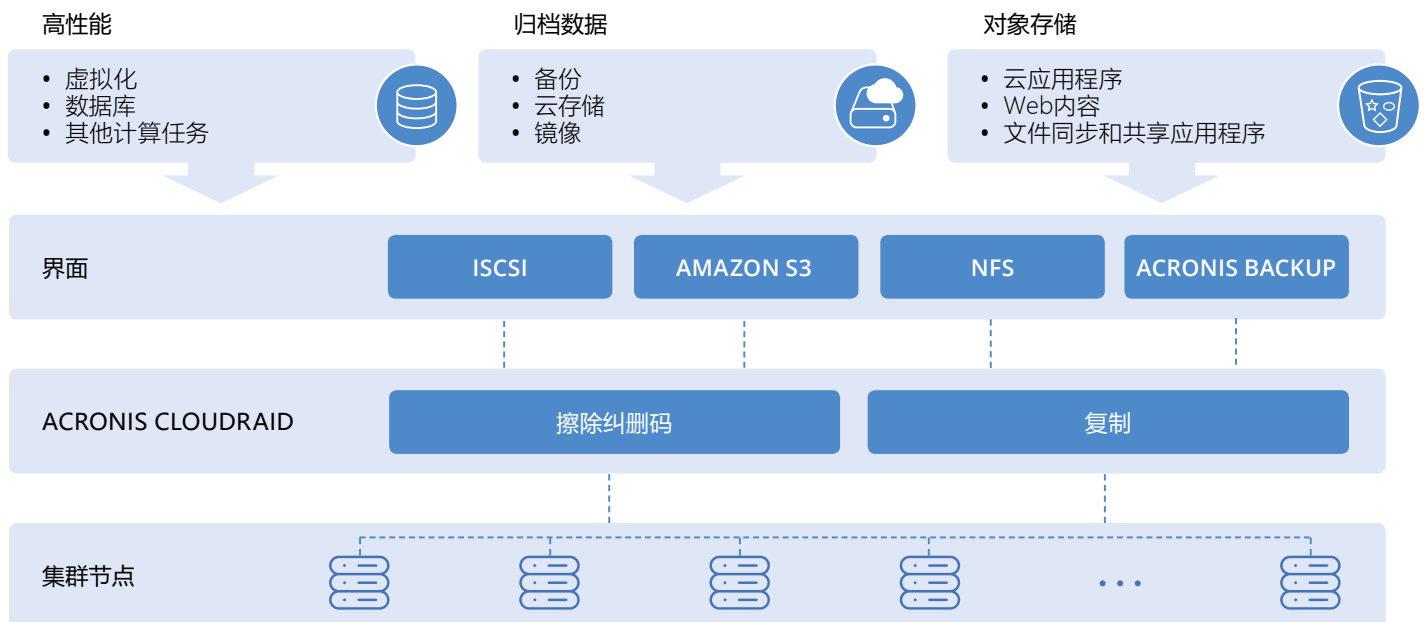 高性能
• 虚拟化
• 数据库
• 其他计算任务
归档数据
• 备份
• 云存储
• 镜像
对象存储
• 云应用程序
• Web内容
• 文件同步和共享应用程序
界面
ISCSI
AMAZON S3
NFS
ACRONIS BACKUP
ACRONIS CLOUDRAID
擦除纠删码
复制
集群节点
• • •